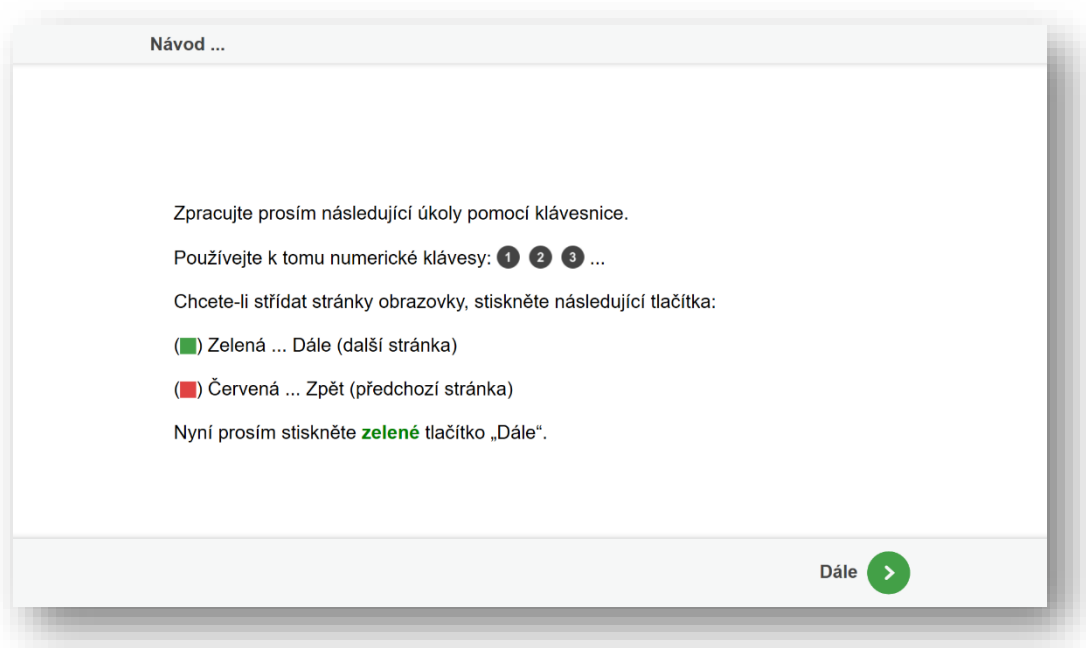 Návod ...
Zpracujte prosím následující úkoly pomocí klávesnice.
Používejte k tomu numerické klávesy: 1 2 3 ...
Chcete-li střídat stránky obrazovky, stiskněte následující tlačítka:
() Zelená ... Dále (další stránka)
() Červená ... Zpět (předchozí stránka)
Nyní prosím stiskněte zelené tlačítko „Dále“.
Dále